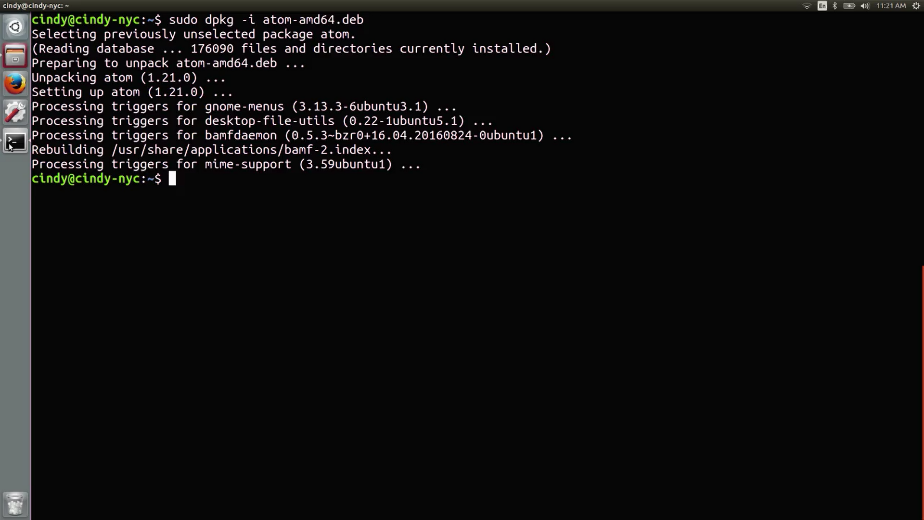 cindy@cindy-nyc: ~
En
11:21 AM
cindy@cindy-nyc:~$ sudo dpkg -i atom-amd64.deb
Selecting previously unselected package atom.
(Reading database ... 176090 files and directories currently installed.)
Preparing to unpack atom-amd64.deb ...
Unpacking atom (1.21.0) ...
Setting up atom (1.21.0) ...
Processing triggers for gnome-menus (3.13.3-6ubuntu3.1) ...
Processing triggers for desktop-file-utils (0.22-1ubuntu5.1) ...
Processing triggers for bamfdaemon (0.5.3~bzr0+16.04.20160824-0ubuntu1) ...
Rebuilding /usr/share/applications/bamf-2.index...
Processing triggers for mime-support (3.59ubuntu1) ...
cindy@cindy-nyc:~$